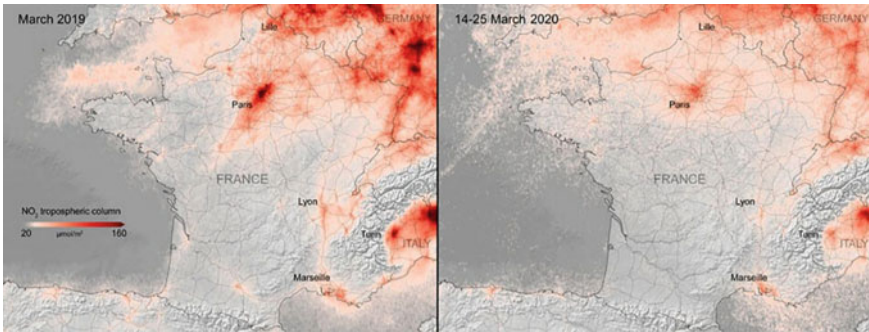 March 2019
GERMANY
Lille
Paris
FRANCE
Lyon
NO₂ tropospheric column
20 μmol/m² 160
Turin
ITALY
Marseille
14-25 March 2020
GERMANY
Lille
Paris
FRANCE
Lyon
Turin
ITALY
Marseille